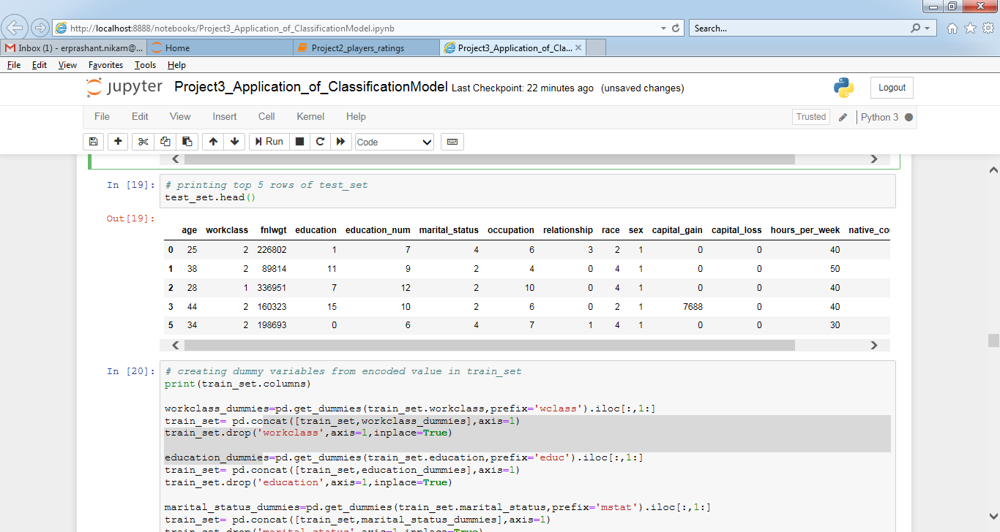 http://localhost:8888/notebooks/Project3_Application_of_ClassificationModel.ipynb
Search...
Inbox (1) - erprashant.nikam@...
Home
Project2_players_ratings
Project3_Application_of_Cla...
File Edit View Favorites Tools Help
jupyter Project3_Application_of_ClassificationModel Last Checkpoint: 22 minutes ago (unsaved changes)
Logout
File Edit View Insert Cell Kernel Help
Trusted Python 3
Run Code
In [19]: # printing top 5 rows of test_set
test_set.head()
Out[19]:
age workclass fnlwgt education education_num marital_status occupation relationship race sex capital_gain capital_loss hours_per_week native_cou
0 25 2 226802 1 7 4 6 3 2 1 0 0 40
1 38 2 89814 11 9 2 4 0 4 1 0 0 50
2 28 1 336951 7 12 2 10 0 4 1 0 0 40
3 44 2 160323 15 10 2 6 0 2 1 7688 0 40
5 34 2 198693 0 6 4 7 1 4 1 0 0 30
In [20]: # creating dummy variables from encoded value in train_set
print(train_set.columns)
workclass_dummies=pd.get_dummies(train_set.workclass,prefix='wclass').iloc[:,1:]
train_set= pd.concat([train_set,workclass_dummies],axis=1)
train_set.drop('workclass',axis=1,inplace=True)
education_dummies=pd.get_dummies(train_set.education,prefix='educ').iloc[:,1:]
train_set= pd.concat([train_set,education_dummies],axis=1)
train_set.drop('education',axis=1,inplace=True)
marital_status_dummies=pd.get_dummies(train_set.marital_status,prefix='mstat').iloc[:,1:]
train_set= pd.concat([train_set,marital_status_dummies],axis=1)
train_set.drop('marital_status',axis=1,inplace=True)